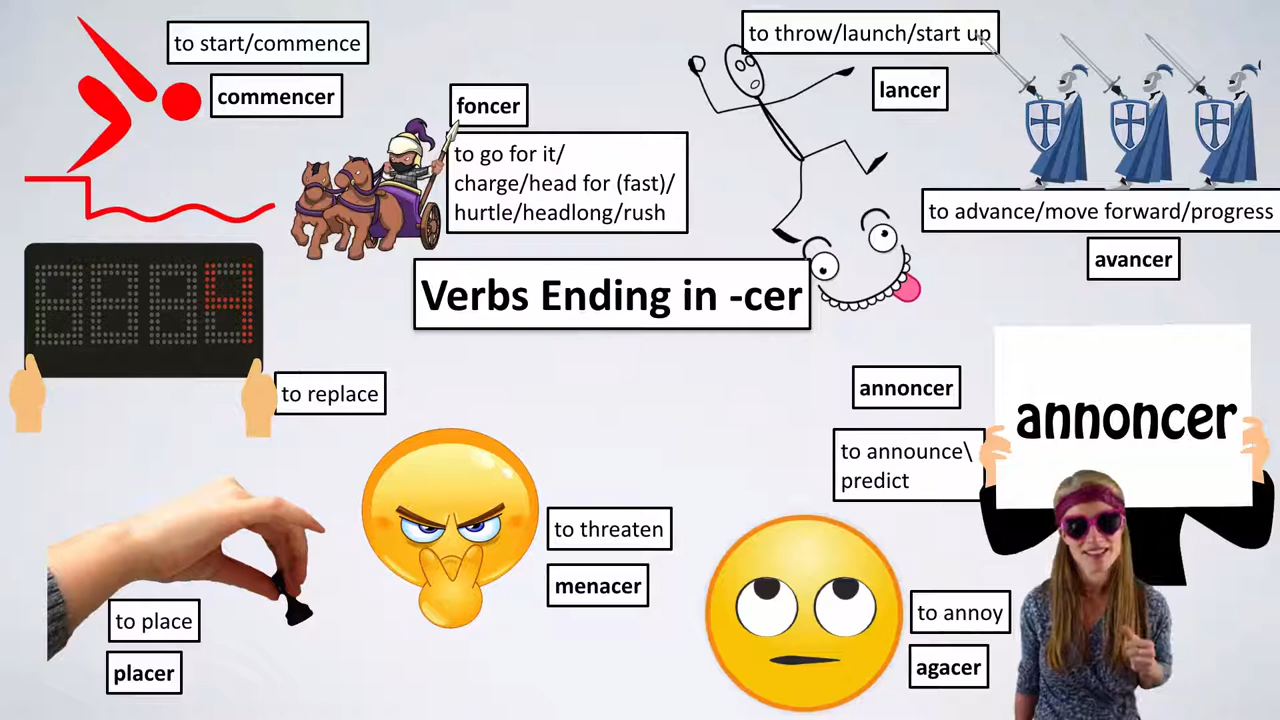 to start/commence
commencer
foncer
to go for it/
charge/head for (fast)/
hurtle/headlong/rush
to throw/launch/start up
lancer
to advance/move forward/progress
avancer
Verbs Ending in -cer
4
to replace
annoncer
to announce\
predict
annoncer
to threaten
menacer
to place
placer
to annoy
agacer